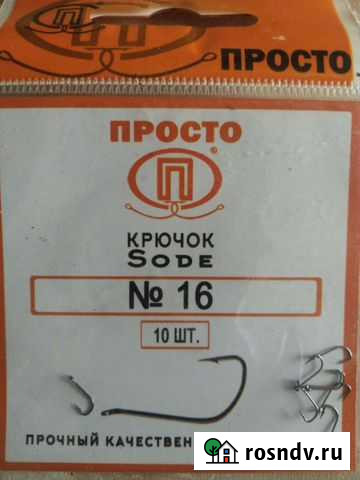 ПРОСТО
ПРОСТО
П
®
КРЮЧОК
SODE
№ 16
10 ШТ.
ПРОЧНЫЙ КАЧЕСТВЕН
rosndv.ru